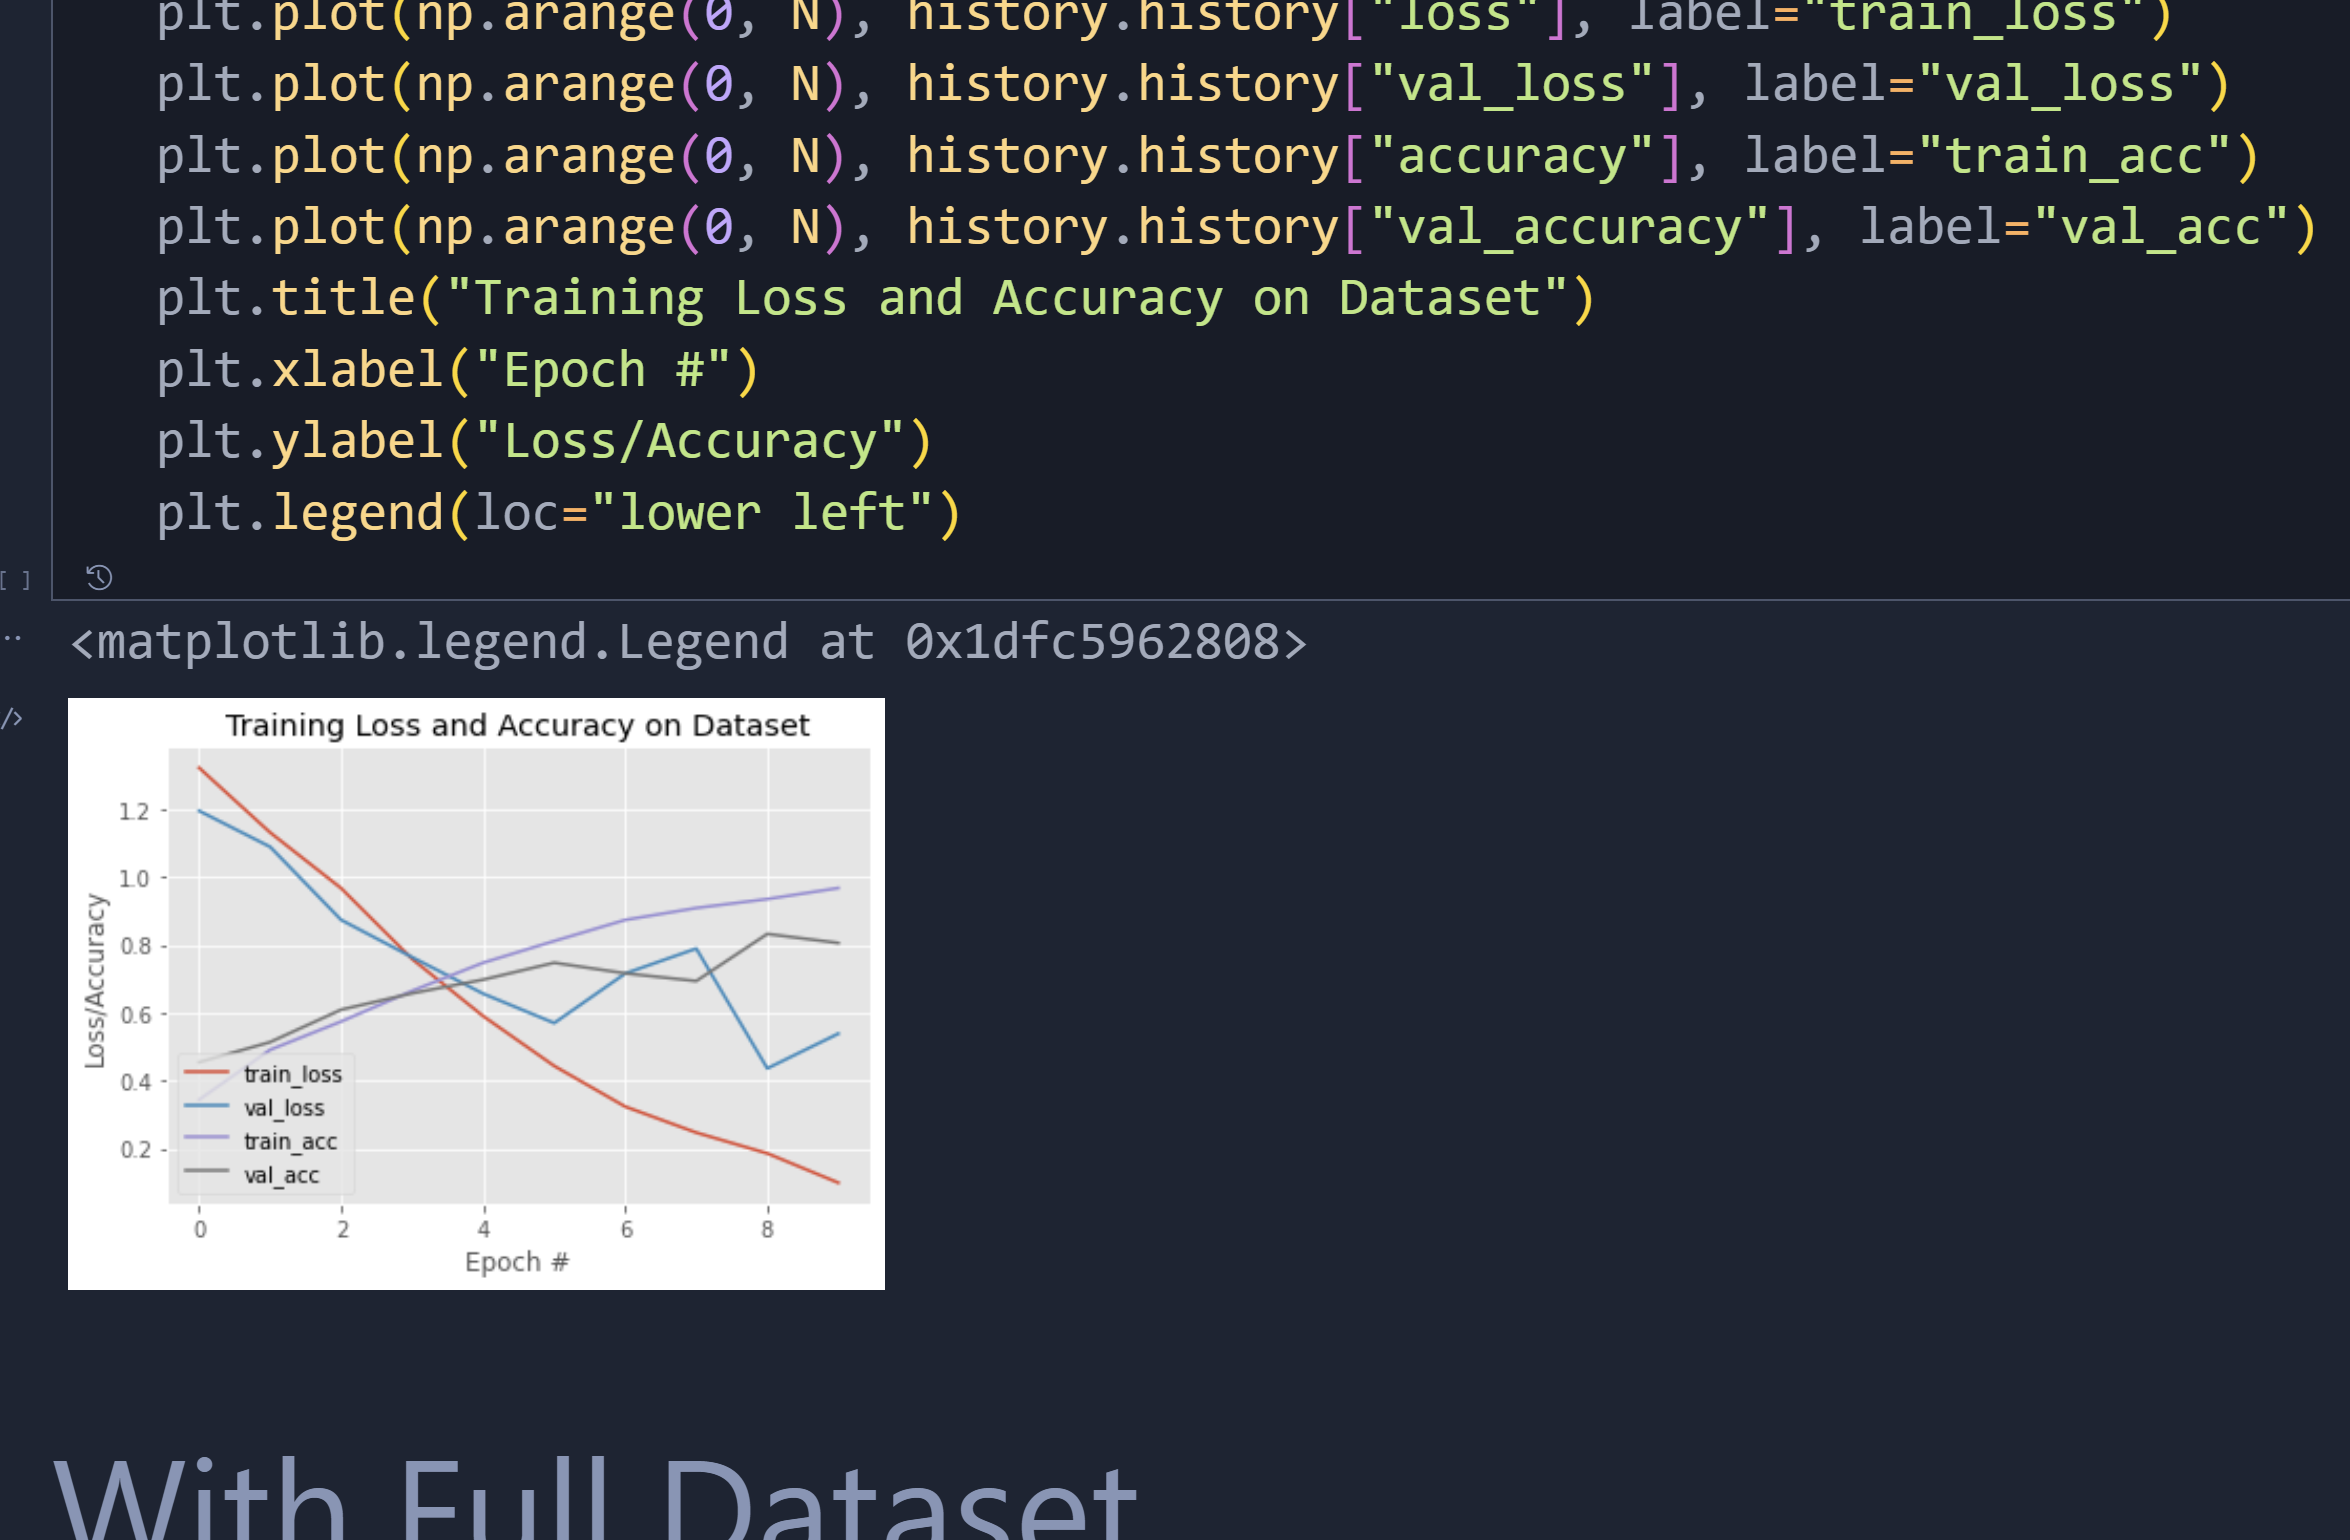 plt.plot(np.arange(0, N), history.history["loss"], label="train_loss")
plt.plot(np.arange(0, N), history.history["val_loss"], label="val_loss")
plt.plot(np.arange(0, N), history.history["accuracy"], label="train_acc")
plt.plot(np.arange(0, N), history.history["val_accuracy"], label="val_acc")
plt.title("Training Loss and Accuracy on Dataset")
plt.xlabel("Epoch #")
plt.ylabel("Loss/Accuracy")
plt.legend(loc="lower left")
[ ]
<matplotlib.legend.Legend at 0x1dfc5962808>
Training Loss and Accuracy on Dataset
Loss/Accuracy
1.2
1.0
0.8
0.6
0.4
0.2
train_loss
val_loss
train_acc
val_acc
0 2 4 6 8
Epoch #
With Full Dataset